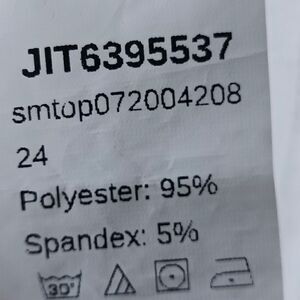 JIT6395537
smtop072004208
24
Polyester: 95%
Spandex: 5%
30°